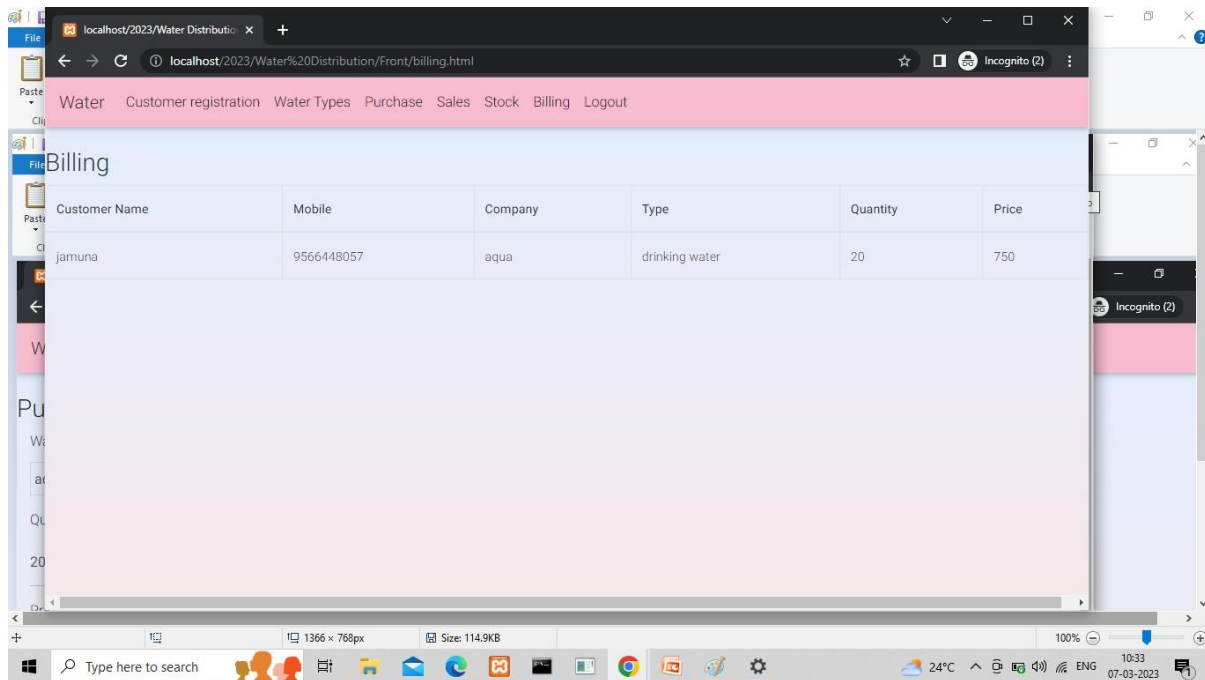 File
localhost/2023/Water Distributio
localhost/2023/Water%20Distribution/Front/billing.html
Incognito (2)
Paste
Water Customer registration Water Types Purchase Sales Stock Billing Logout
File
Billing
Customer Name Mobile Company Type Quantity Price
jamuna 9566448057 aqua drinking water 20 750
Incognito (2)
W
Pu
20
1366 × 768px Size: 114.9KB 100%
Type here to search 24°C ENG 10:33
07-03-2023